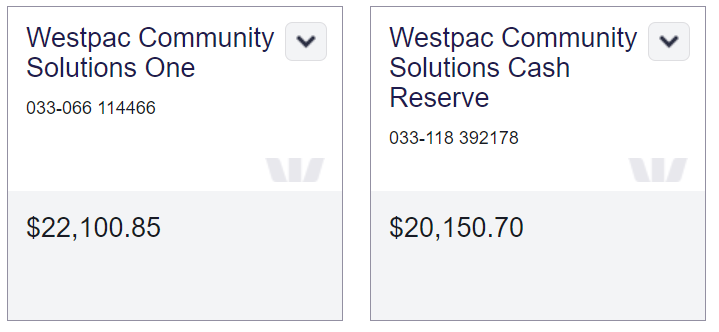 Westpac Community
Solutions One
033-066 114466
$22,100.85
Westpac Community
Solutions Cash
Reserve
033-118 392178
$20,150.70